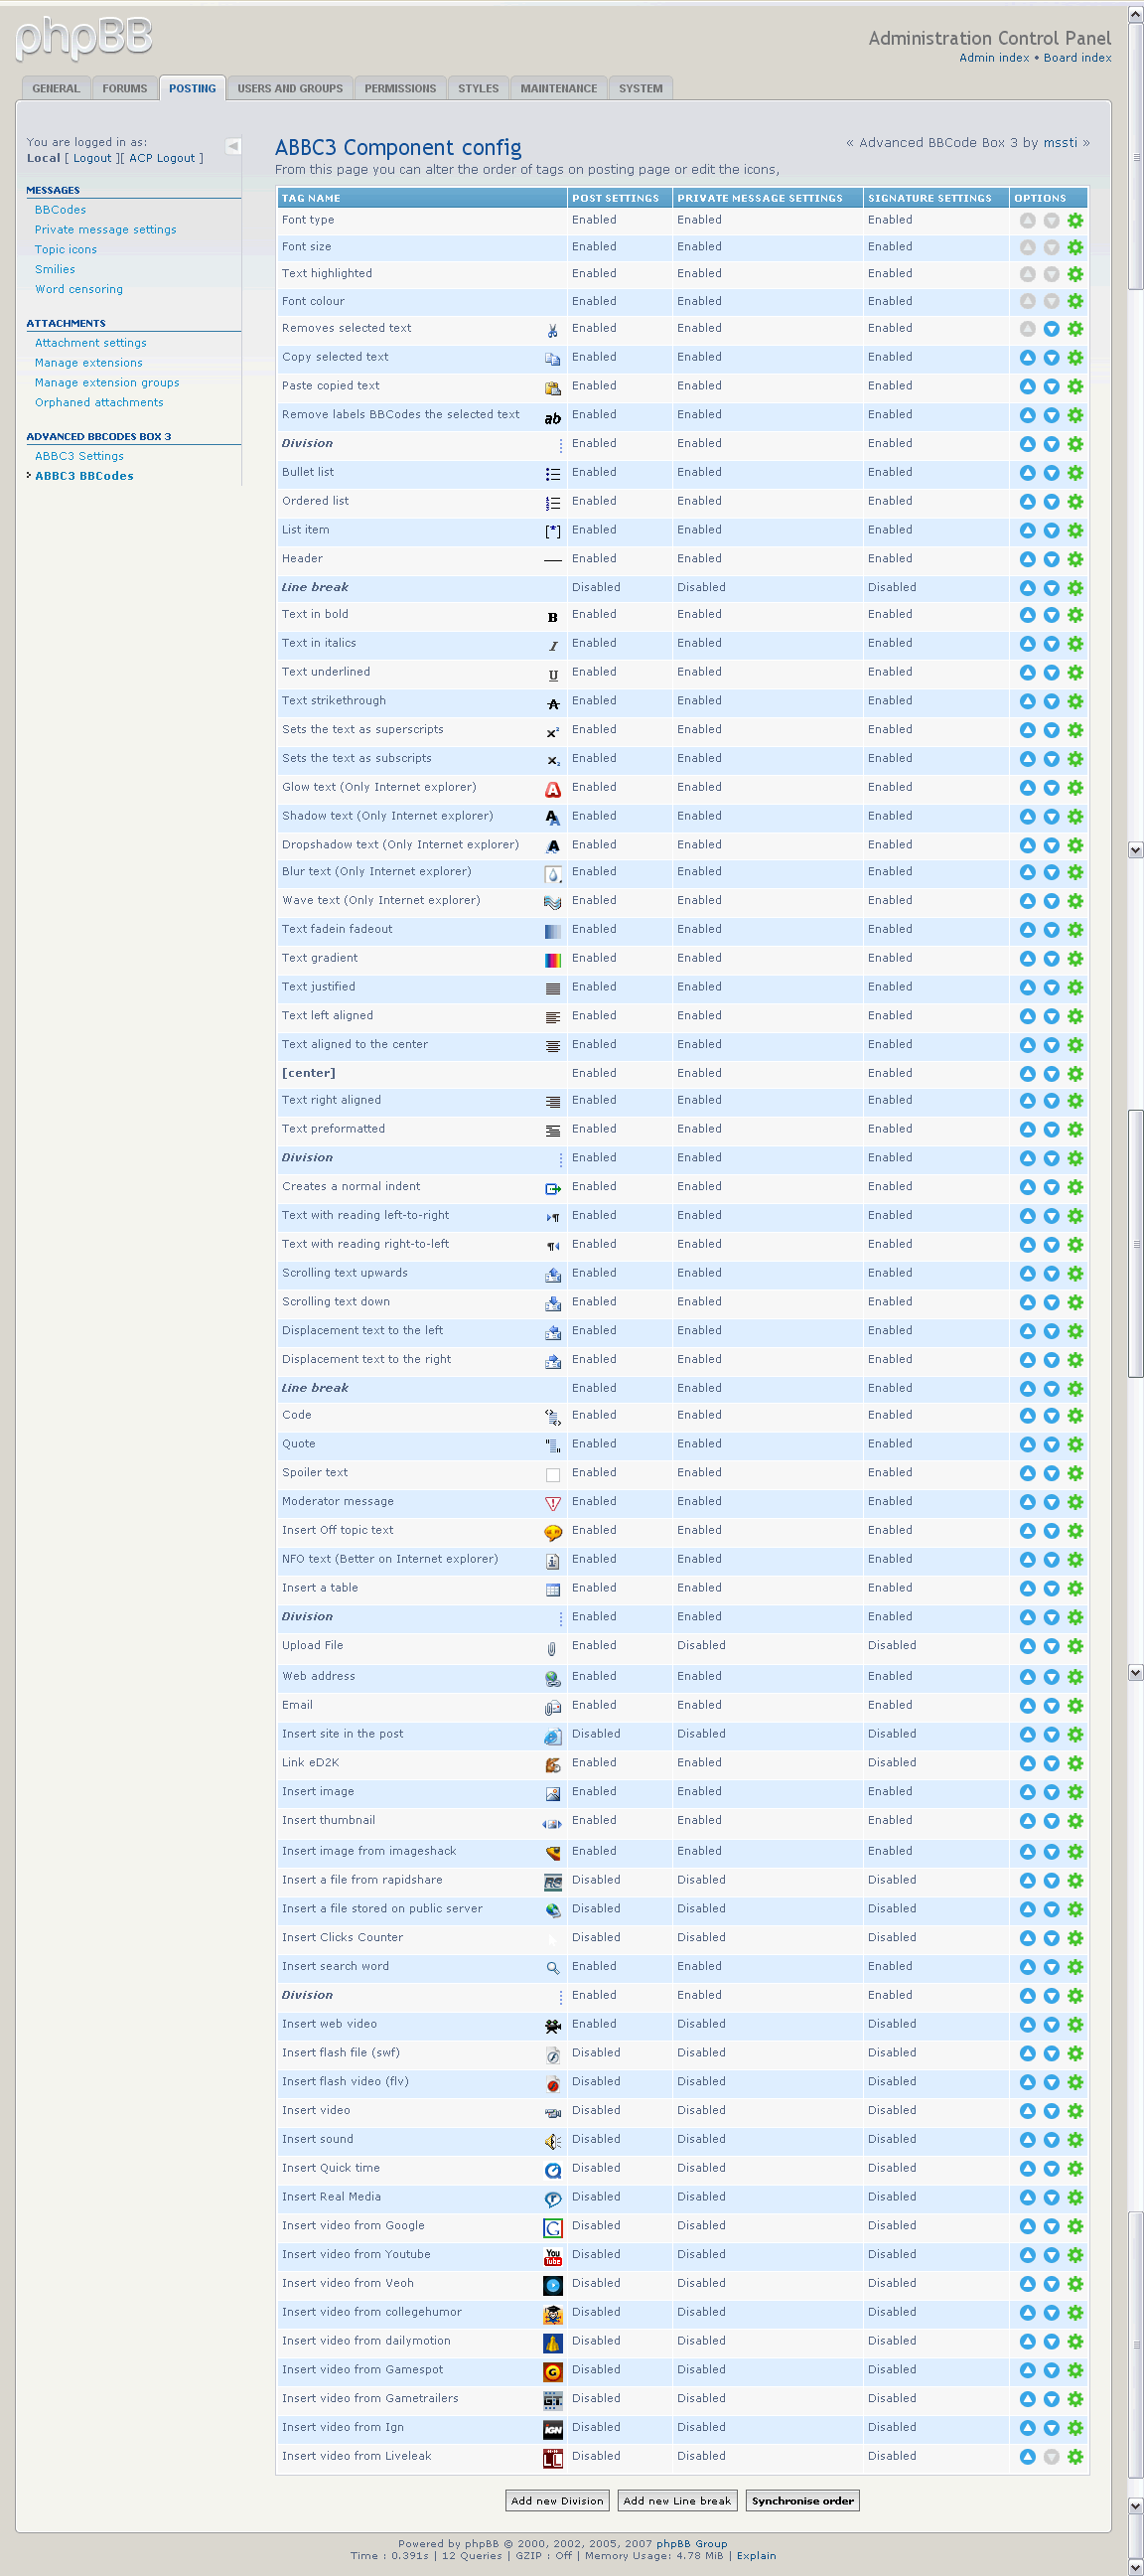 phpBB
Administration Control Panel
Admin index • Board index
GENERAL FORUMS POSTING USERS AND GROUPS PERMISSIONS STYLES MAINTENANCE SYSTEM
You are logged in as:
Local [ Logout ][ ACP Logout ]
MESSAGES
BBCodes
Private message settings
Topic icons
Smilies
Word censoring
ATTACHMENTS
Attachment settings
Manage extensions
Manage extension groups
Orphaned attachments
ADVANCED BBCODES BOX 3
ABBC3 Settings
ABBC3 BBCodes
ABBC3 Component config
« Advanced BBCode Box 3 by mssti »
From this page you can alter the order of tags on posting page or edit the icons,
TAG NAME POST SETTINGS PRIVATE MESSAGE SETTINGS SIGNATURE SETTINGS OPTIONS
Font type Enabled Enabled Enabled
Font size Enabled Enabled Enabled
Text highlighted Enabled Enabled Enabled
Font colour Enabled Enabled Enabled
Removes selected text Enabled Enabled Enabled
Copy selected text Enabled Enabled Enabled
Paste copied text Enabled Enabled Enabled
Remove labels BBCodes the selected text ab Enabled Enabled Enabled
Division Enabled Enabled Enabled
Bullet list Enabled Enabled Enabled
Ordered list Enabled Enabled Enabled
List item [*] Enabled Enabled Enabled
Header Enabled Enabled Enabled
Line break Disabled Disabled Disabled
Text in bold B Enabled Enabled Enabled
Text in italics I Enabled Enabled Enabled
Text underlined U Enabled Enabled Enabled
Text strikethrough A Enabled Enabled Enabled
Sets the text as superscripts x² Enabled Enabled Enabled
Sets the text as subscripts x₂ Enabled Enabled Enabled
Glow text (Only Internet explorer) A Enabled Enabled Enabled
Shadow text (Only Internet explorer) A Enabled Enabled Enabled
Dropshadow text (Only Internet explorer) A Enabled Enabled Enabled
Blur text (Only Internet explorer) Enabled Enabled Enabled
Wave text (Only Internet explorer) Enabled Enabled Enabled
Text fadein fadeout Enabled Enabled Enabled
Text gradient Enabled Enabled Enabled
Text justified Enabled Enabled Enabled
Text left aligned Enabled Enabled Enabled
Text aligned to the center Enabled Enabled Enabled
[center] Enabled Enabled Enabled
Text right aligned Enabled Enabled Enabled
Text preformatted Enabled Enabled Enabled
Division Enabled Enabled Enabled
Creates a normal indent Enabled Enabled Enabled
Text with reading left-to-right ¶ Enabled Enabled Enabled
Text with reading right-to-left ¶ Enabled Enabled Enabled
Scrolling text upwards Enabled Enabled Enabled
Scrolling text down Enabled Enabled Enabled
Displacement text to the left Enabled Enabled Enabled
Displacement text to the right Enabled Enabled Enabled
Line break Enabled Enabled Enabled
Code Enabled Enabled Enabled
Quote Enabled Enabled Enabled
Spoiler text Enabled Enabled Enabled
Moderator message Enabled Enabled Enabled
Insert Off topic text Enabled Enabled Enabled
NFO text (Better on Internet explorer) Enabled Enabled Enabled
Insert a table Enabled Enabled Enabled
Division Enabled Enabled Enabled
Upload File Enabled Disabled Disabled
Web address Enabled Enabled Enabled
Email Enabled Enabled Enabled
Insert site in the post Disabled Disabled Disabled
Link eD2K Enabled Enabled Disabled
Insert image Enabled Enabled Enabled
Insert thumbnail Enabled Enabled Enabled
Insert image from imageshack Enabled Enabled Enabled
Insert a file from rapidshare RS Disabled Disabled Disabled
Insert a file stored on public server Disabled Disabled Disabled
Insert Clicks Counter Disabled Disabled Disabled
Insert search word Enabled Enabled Enabled
Division Enabled Enabled Enabled
Insert web video Enabled Disabled Disabled
Insert flash file (swf) Disabled Disabled Disabled
Insert flash video (flv) Disabled Disabled Disabled
Insert video Disabled Disabled Disabled
Insert sound Disabled Disabled Disabled
Insert Quick time Disabled Disabled Disabled
Insert Real Media Disabled Disabled Disabled
Insert video from Google G Disabled Disabled Disabled
Insert video from Youtube You Tube Disabled Disabled Disabled
Insert video from Veoh Disabled Disabled Disabled
Insert video from collegehumor Disabled Disabled Disabled
Insert video from dailymotion Disabled Disabled Disabled
Insert video from Gamespot G Disabled Disabled Disabled
Insert video from Gametrailers GT Disabled Disabled Disabled
Insert video from Ign IGN Disabled Disabled Disabled
Insert video from Liveleak LL Disabled Disabled Disabled
Add new Division Add new Line break Synchronise order
Powered by phpBB © 2000, 2002, 2005, 2007 phpBB Group
Time : 0.391s | 12 Queries | GZIP : Off | Memory Usage: 4.78 MiB | Explain